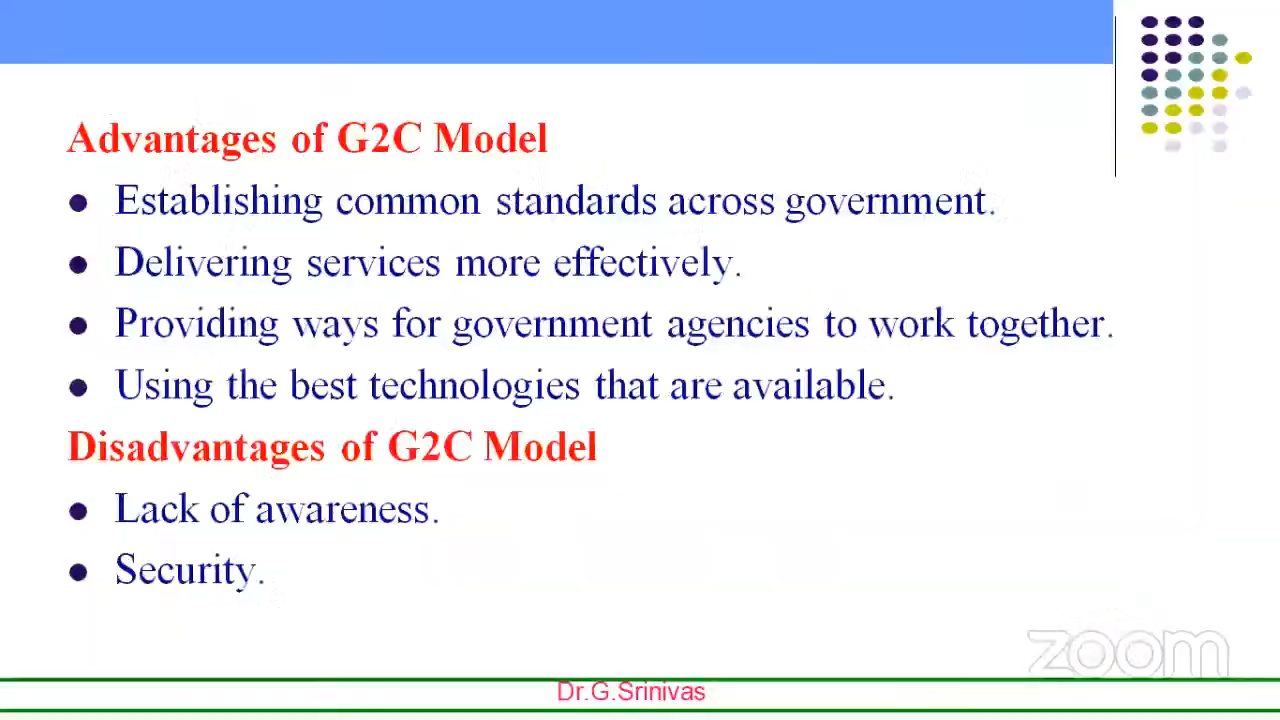 Advantages of G2C Model
● Establishing common standards across government.
● Delivering services more effectively.
● Providing ways for government agencies to work together.
● Using the best technologies that are available.
Disadvantages of G2C Model
● Lack of awareness.
● Security.
zoom
Dr.G.Srinivas